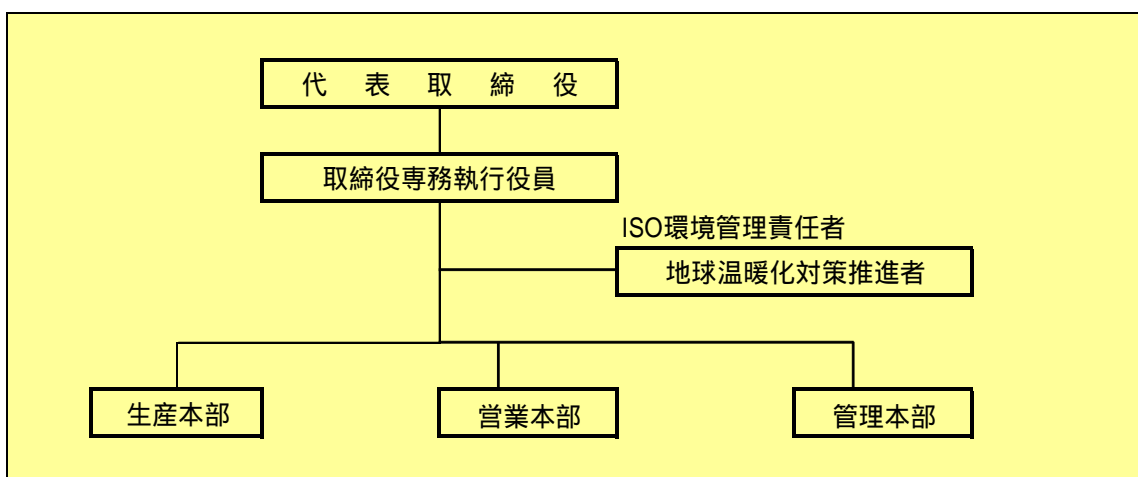 代表取締役
取締役専務執行役員
ISO環境管理責任者
地球温暖化対策推進者
生産本部
営業本部
管理本部